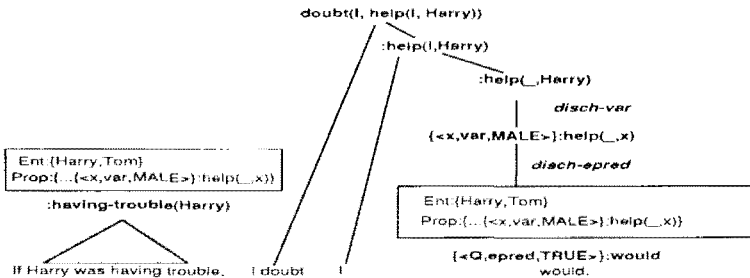 doubt(I, help(I, Harry))
:help(I,Harry)
:help(_,Harry)
disch-var
{<x,var,MALE>}:help(_,x)
disch-epred
Ent:{Harry,Tom}
Prop:{...{<x,var,MALE>}:help(_,x)}
:having-trouble(Harry)
Ent:{Harry,Tom}
Prop:{...{<x,var,MALE>}:help(_,x)}
{<Q,epred,TRUE>}:would
If Harry was having trouble, I doubt I would.